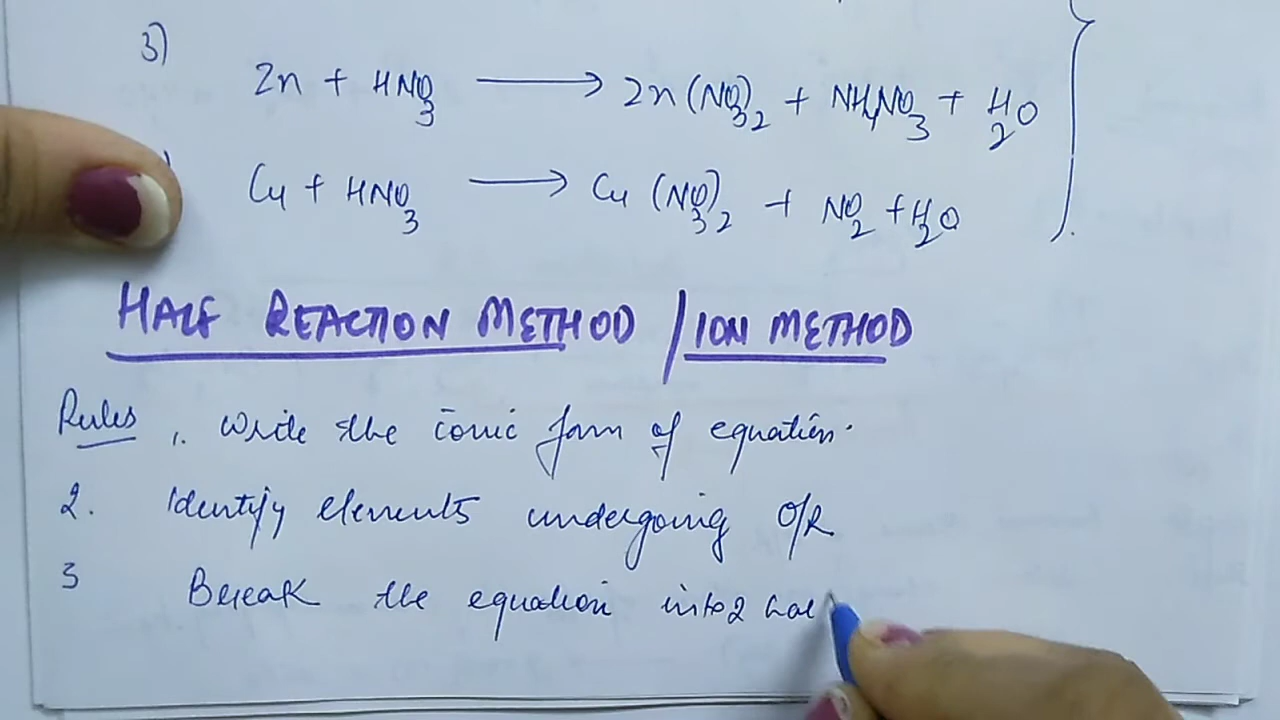 3)
Zn + HNO3 → Zn(NO3)2 + NH4NO3 + H2O
Cu + HNO3 → Cu (NO3)2 + NO2 + H2O
HALF REACTION METHOD / ION METHOD
Rules 1. Write the ionic form of equation.
2. Identify elements undergoing O/R
3 Break the equation into 2 hal